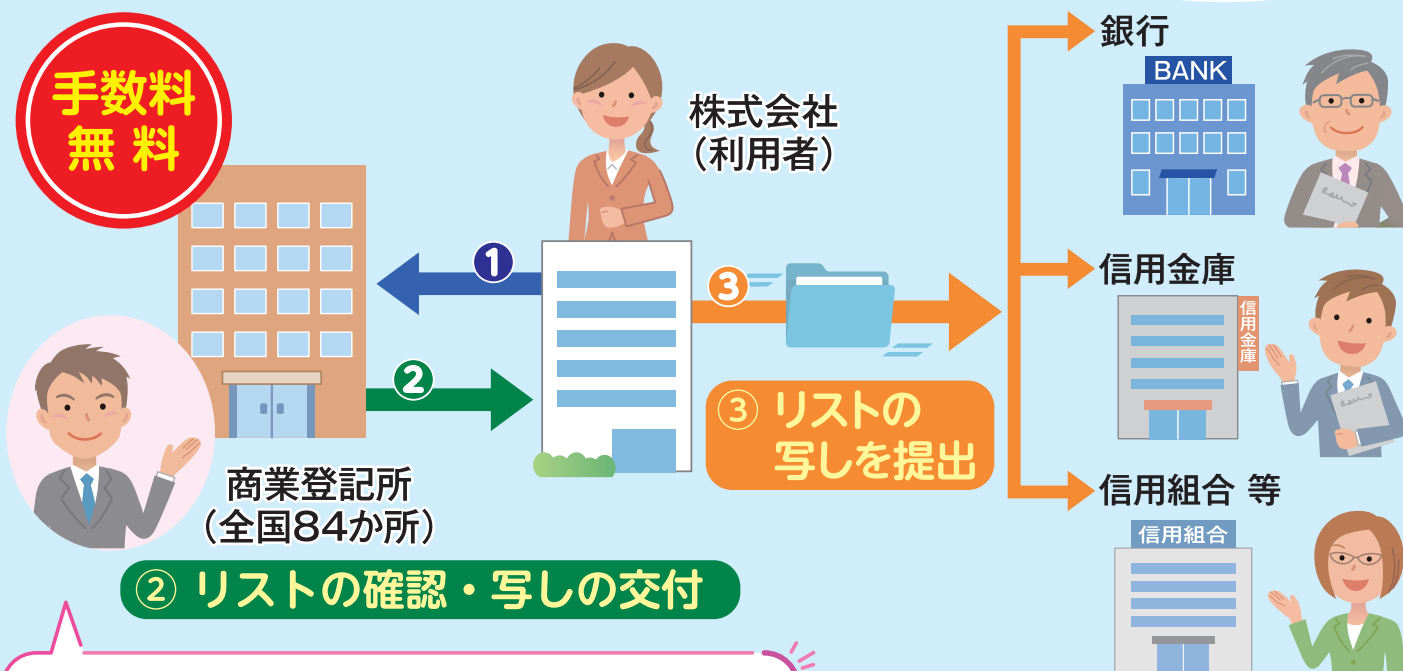 手数料
無料
株式会社
（利用者）
❶
❷
❸
③ リストの
写しを提出
商業登記所
（全国84か所）
② リストの確認・写しの交付
銀行
BANK
信用金庫
信用金庫
信用組合 等
信用組合